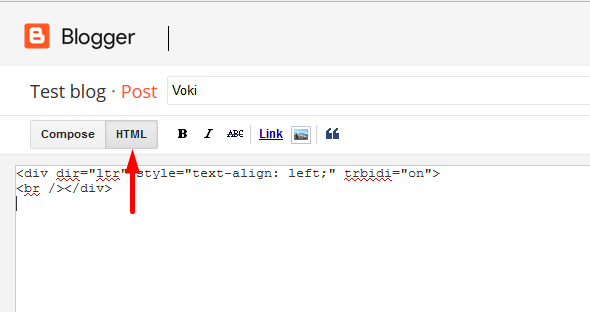 Blogger
Test blog · Post Voki
Compose HTML B I ABC Link
<div dir="ltr" style="text-align: left;" trbidi="on">
<br /></div>